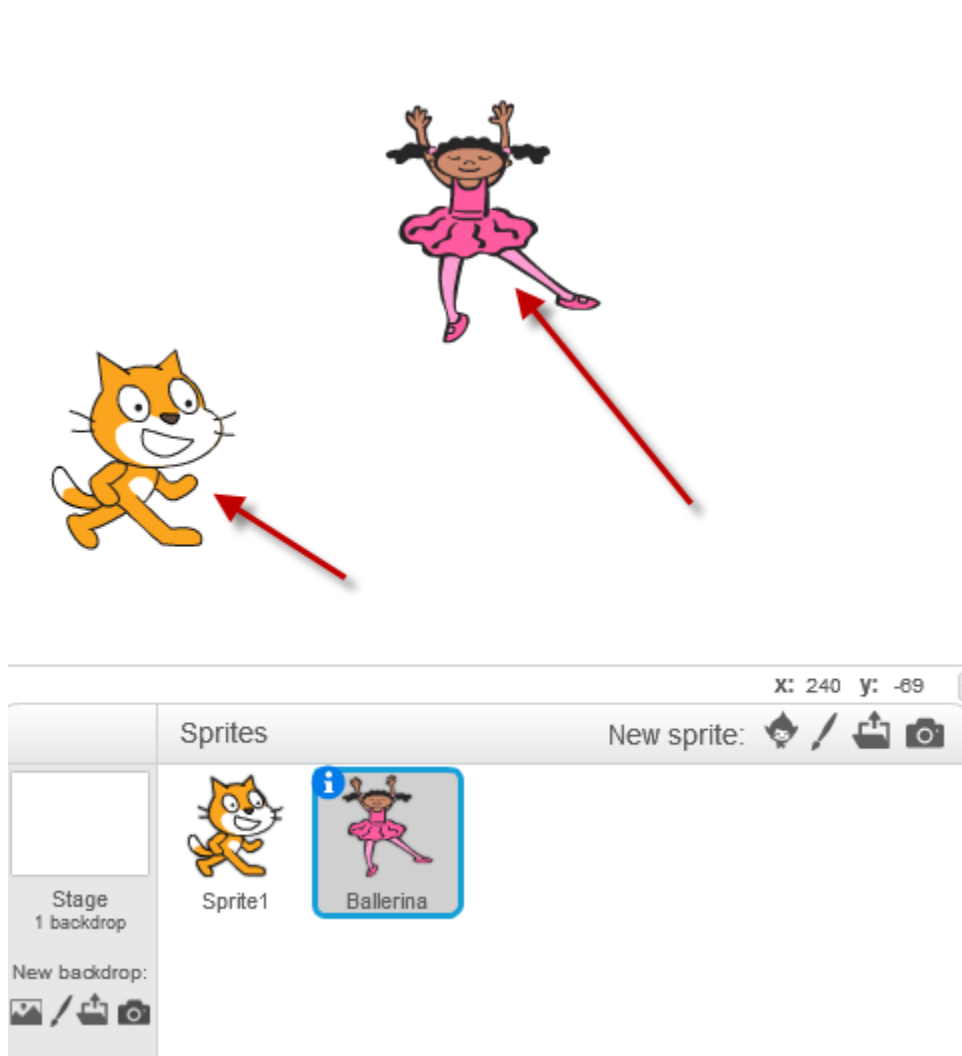 x: 240 y: -69
Sprites
New sprite:
i
Sprite1
Ballerina
Stage
1 backdrop
New backdrop: